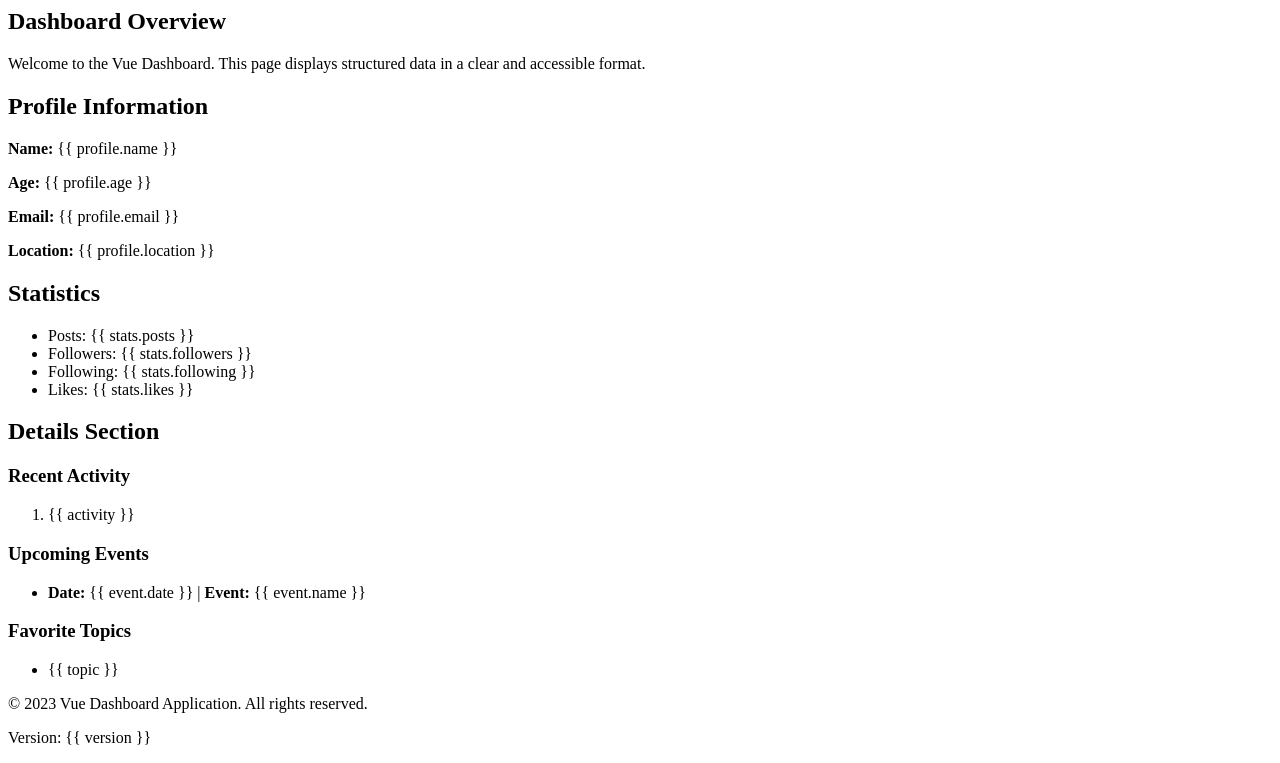 Dashboard Overview
Welcome to the Vue Dashboard. This page displays structured data in a clear and accessible format.
Profile Information
Name: {{ profile.name }}
Age: {{ profile.age }}
Email: {{ profile.email }}
Location: {{ profile.location }}
Statistics
• Posts: {{ stats.posts }}
• Followers: {{ stats.followers }}
• Following: {{ stats.following }}
• Likes: {{ stats.likes }}
Details Section
Recent Activity
1. {{ activity }}
Upcoming Events
• Date: {{ event.date }} | Event: {{ event.name }}
Favorite Topics
• {{ topic }}
© 2023 Vue Dashboard Application. All rights reserved.
Version: {{ version }}